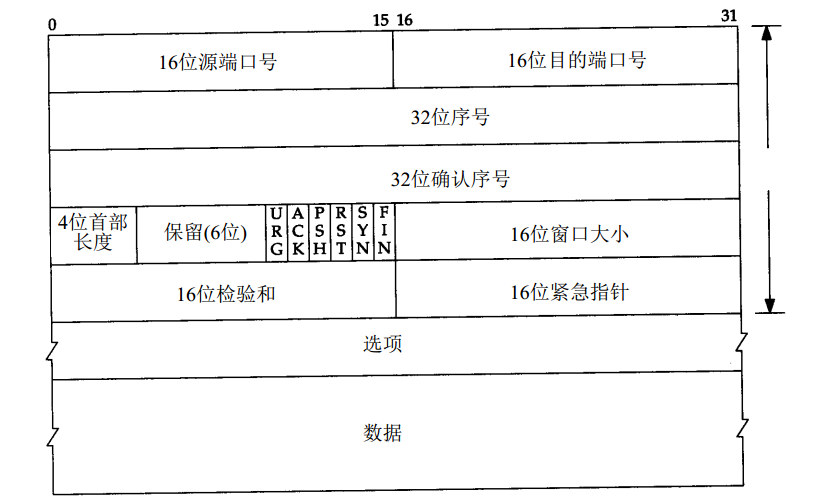 0 15 16 31
16位源端口号 16位目的端口号
32位序号
32位确认序号
4位首部
长度
保留(6位)
URG ACK PSH RST SYN FIN
16位窗口大小
16位检验和 16位紧急指针
选项
数据